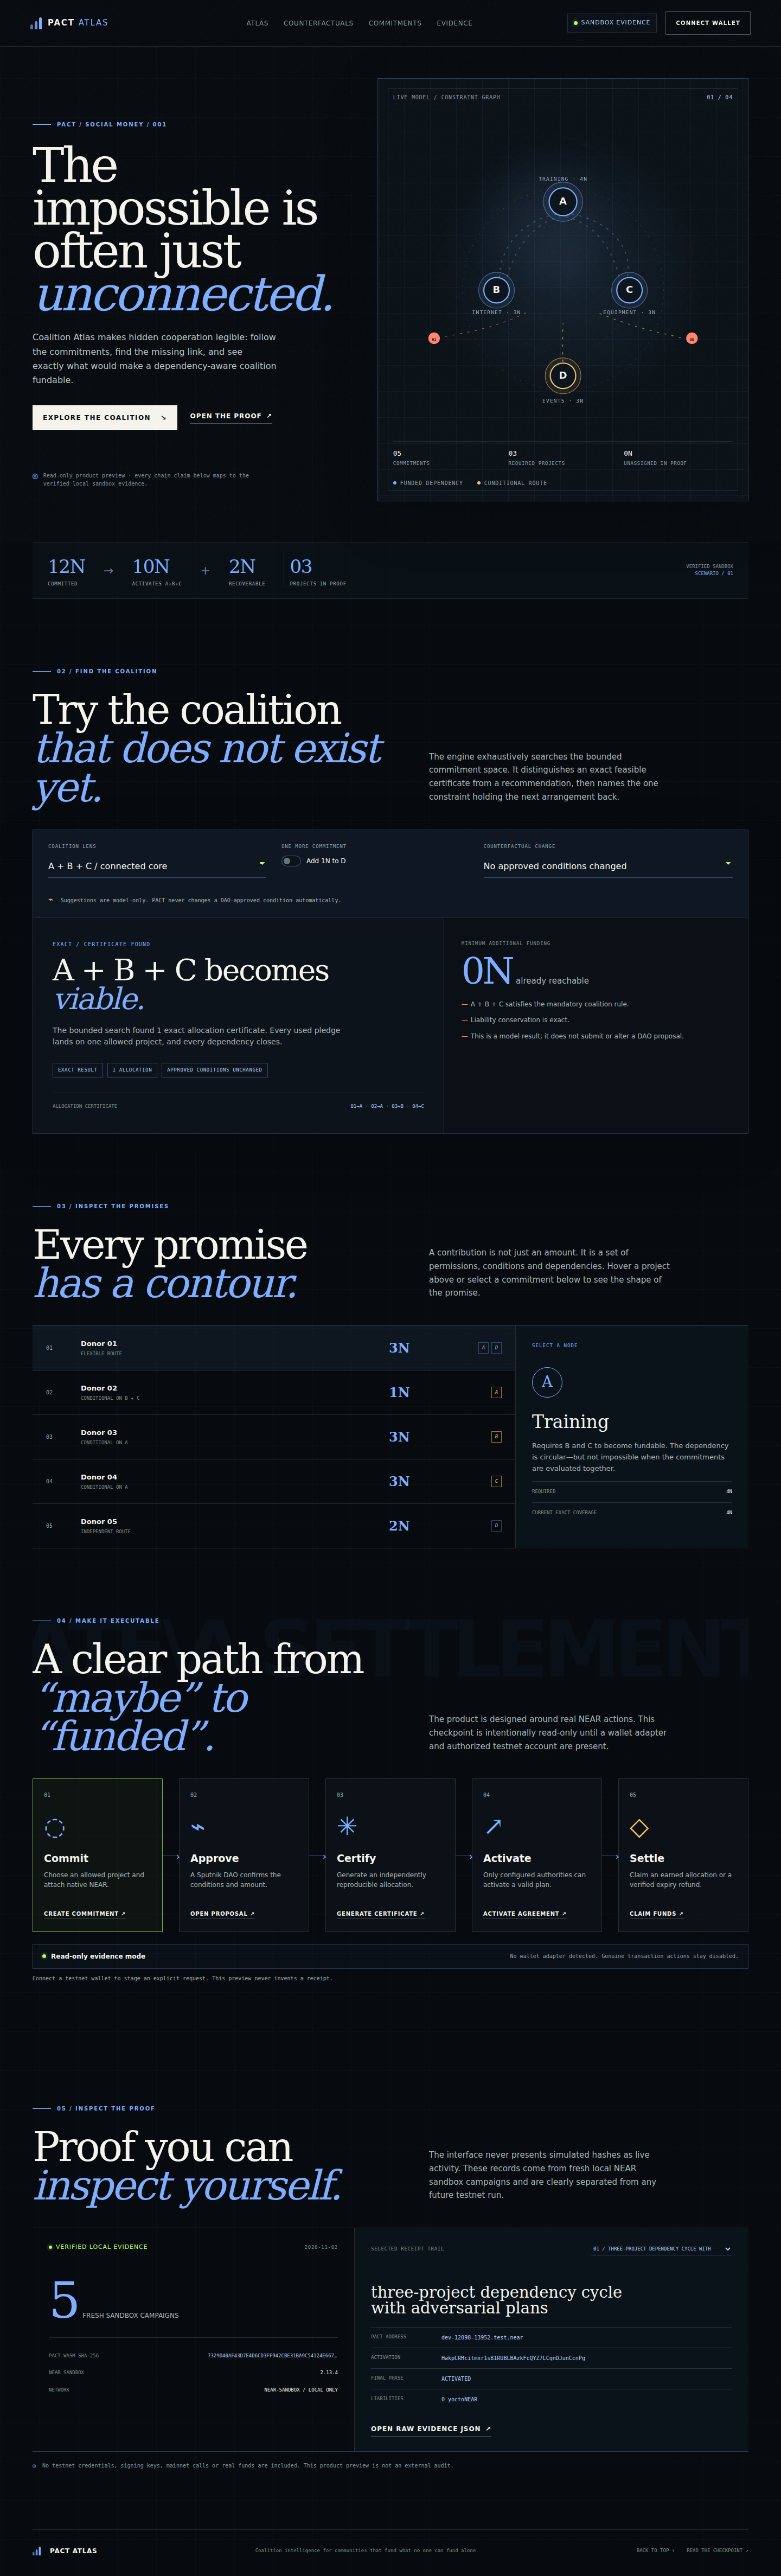 PACT ATLAS
ATLAS
COUNTERFACTUALS
COMMITMENTS
EVIDENCE
SANDBOX EVIDENCE
CONNECT WALLET
PACT / SOCIAL MONEY / 001
The
impossible is
often just
unconnected.
Coalition Atlas makes hidden cooperation legible: follow
the commitments, find the missing link, and see
exactly what would make a dependency-aware coalition
fundable.
EXPLORE THE COALITION ↘
OPEN THE PROOF ↗
◎ Read-only product preview · every chain claim below maps to the
verified local sandbox evidence.
LIVE MODEL / CONSTRAINT GRAPH
01 / 04
TRAINING · 4N
A
B
C
INTERNET · 3N
EQUIPMENT · 3N
D
EVENTS · 3N
05
COMMITMENTS
03
REQUIRED PROJECTS
0N
UNASSIGNED IN PROOF
FUNDED DEPENDENCY
CONDITIONAL ROUTE
12N
COMMITTED
→
10N
ACTIVATES A+B+C
+
2N
RECOVERABLE
03
PROJECTS IN PROOF
VERIFIED SANDBOX
SCENARIO / 01
02 / FIND THE COALITION
Try the coalition
that does not exist
yet.
The engine exhaustively searches the bounded
commitment space. It distinguishes an exact feasible
certificate from a recommendation, then names the one
constraint holding the next arrangement back.
COALITION LENS
A + B + C / connected core
ONE MORE COMMITMENT
Add 1N to D
COUNTERFACTUAL CHANGE
No approved conditions changed
⌁ Suggestions are model-only. PACT never changes a DAO-approved condition automatically.
EXACT / CERTIFICATE FOUND
A + B + C becomes
viable.
The bounded search found 1 exact allocation certificate. Every used pledge
lands on one allowed project, and every dependency closes.
EXACT RESULT
1 ALLOCATION
APPROVED CONDITIONS UNCHANGED
ALLOCATION CERTIFICATE
01→A · 02→A · 03→B · 04→C
MINIMUM ADDITIONAL FUNDING
0N already reachable
— A + B + C satisfies the mandatory coalition rule.
— Liability conservation is exact.
— This is a model result; it does not submit or alter a DAO proposal.
03 / INSPECT THE PROMISES
Every promise
has a contour.
A contribution is not just an amount. It is a set of
permissions, conditions and dependencies. Hover a project
above or select a commitment below to see the shape of
the promise.
01
Donor 01
FLEXIBLE ROUTE
3N
A D
02
Donor 02
CONDITIONAL ON B + C
1N
A
03
Donor 03
CONDITIONAL ON A
3N
B
04
Donor 04
CONDITIONAL ON A
3N
C
05
Donor 05
INDEPENDENT ROUTE
2N
D
SELECT A NODE
A
Training
Requires B and C to become fundable. The dependency
is circular—but not impossible when the commitments
are evaluated together.
REQUIRED
4N
CURRENT EXACT COVERAGE
4N
SETTLEMENT
04 / MAKE IT EXECUTABLE
A clear path from
“maybe” to
“funded”.
The product is designed around real NEAR actions. This
checkpoint is intentionally read-only until a wallet adapter
and authorized testnet account are present.
01
Commit
Choose an allowed project and
attach native NEAR.
CREATE COMMITMENT ↗
02
Approve
A Sputnik DAO confirms the
conditions and amount.
OPEN PROPOSAL ↗
03
Certify
Generate an independently
reproducible allocation.
GENERATE CERTIFICATE ↗
04
Activate
Only configured authorities can
activate a valid plan.
ACTIVATE AGREEMENT ↗
05
Settle
Claim an earned allocation or a
verified expiry refund.
CLAIM FUNDS ↗
Read-only evidence mode
No wallet adapter detected. Genuine transaction actions stay disabled.
Connect a testnet wallet to stage an explicit request. This preview never invents a receipt.
05 / INSPECT THE PROOF
Proof you can
inspect yourself.
The interface never presents simulated hashes as live
activity. These records come from fresh local NEAR
sandbox campaigns and are clearly separated from any
future testnet run.
VERIFIED LOCAL EVIDENCE
2026-11-02
5 FRESH SANDBOX CAMPAIGNS
PACT WASM SHA-256
NEAR SANDBOX
2.13.4
NETWORK
NEAR-SANDBOX / LOCAL ONLY
SELECTED RECEIPT TRAIL
01 / THREE-PROJECT DEPENDENCY CYCLE WITH
three-project dependency cycle
with adversarial plans
PACT ADDRESS
dev-12098-13952.test.near
ACTIVATION
FINAL PHASE
ACTIVATED
LIABILITIES
0 yoctoNEAR
OPEN RAW EVIDENCE JSON ↗
No testnet credentials, signing keys, mainnet calls or real funds are included. This product preview is not an external audit.
PACT ATLAS
Coalition intelligence for communities that fund what no one can fund alone.
BACK TO TOP ↑
READ THE CHECKPOINT ↗